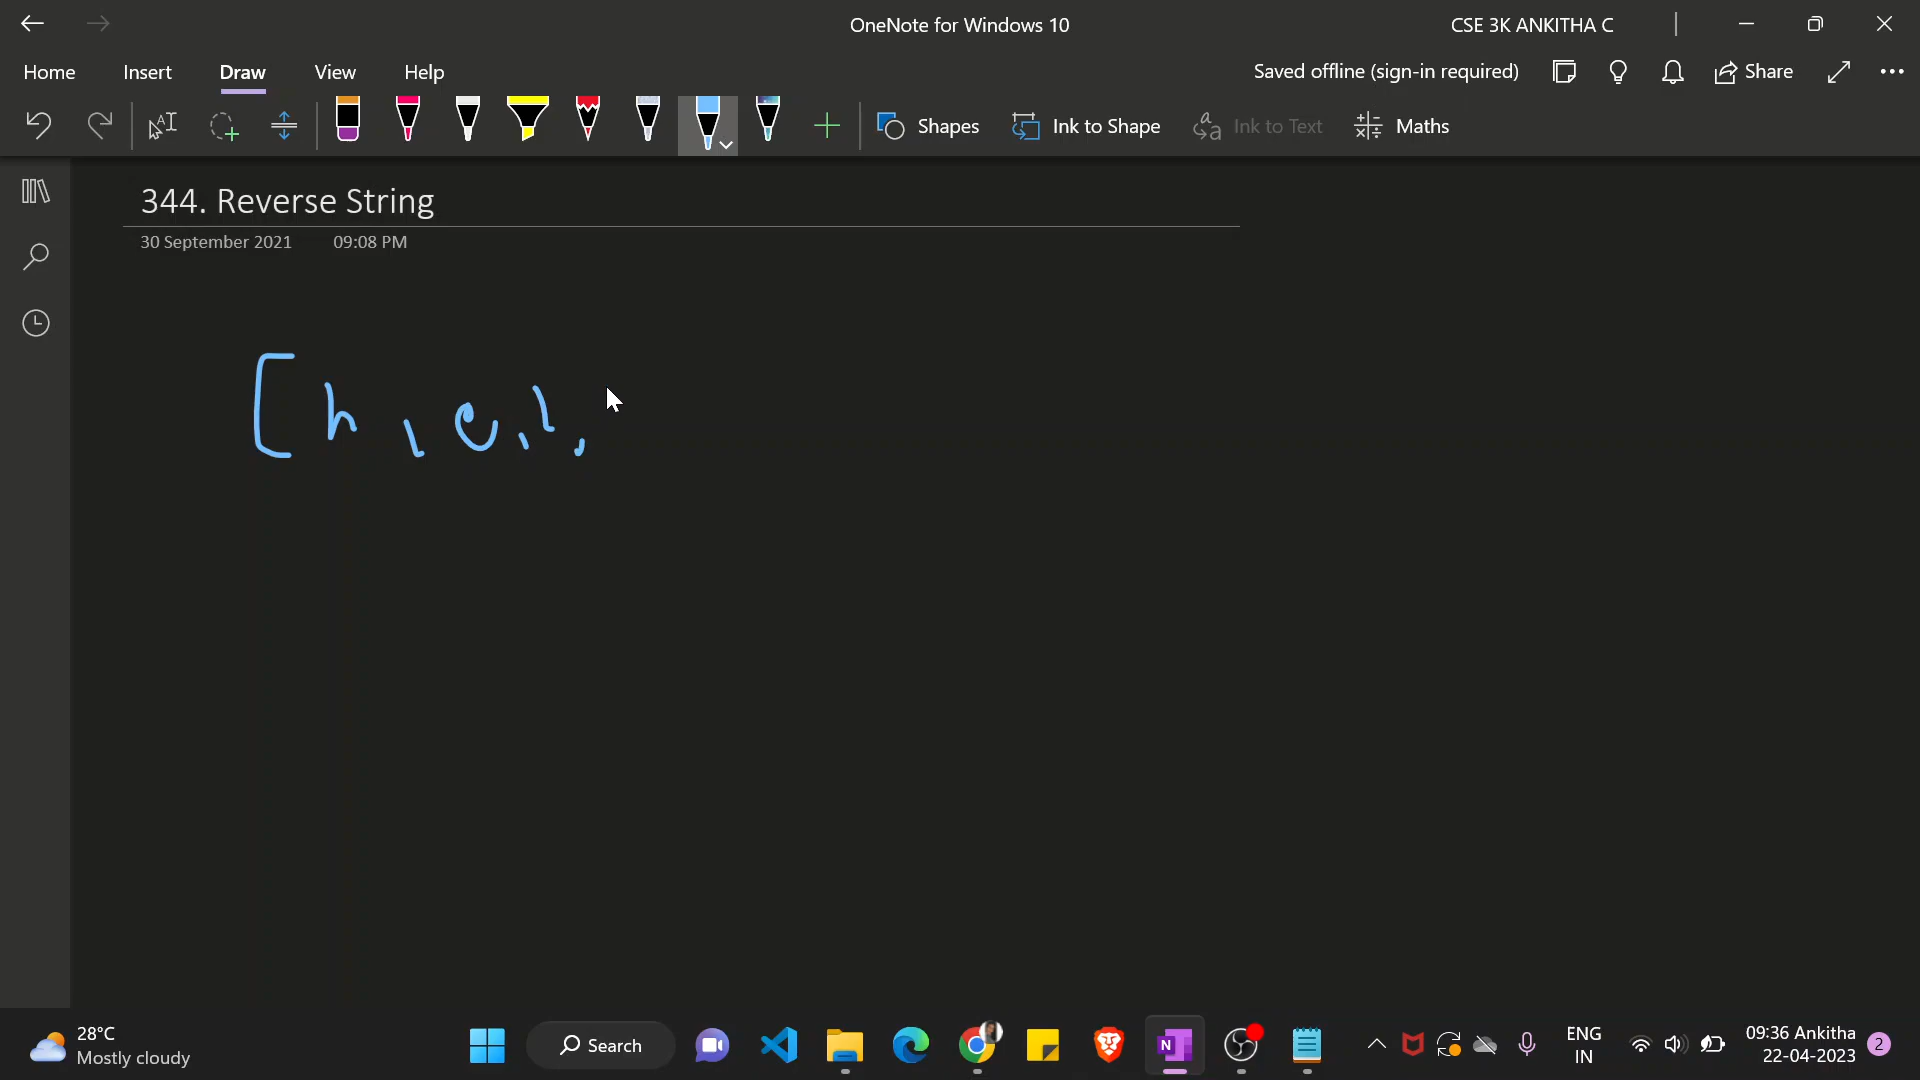 OneNote for Windows 10
CSE 3K ANKITHA C
Home Insert Draw View Help
Saved offline (sign-in required) Share
Shapes Ink to Shape Ink to Text Maths
344. Reverse String
30 September 2021 09:08 PM
[ h , e , l ,
28°C
Mostly cloudy
Search
ENG
IN
09:36 Ankitha
22-04-2023
2